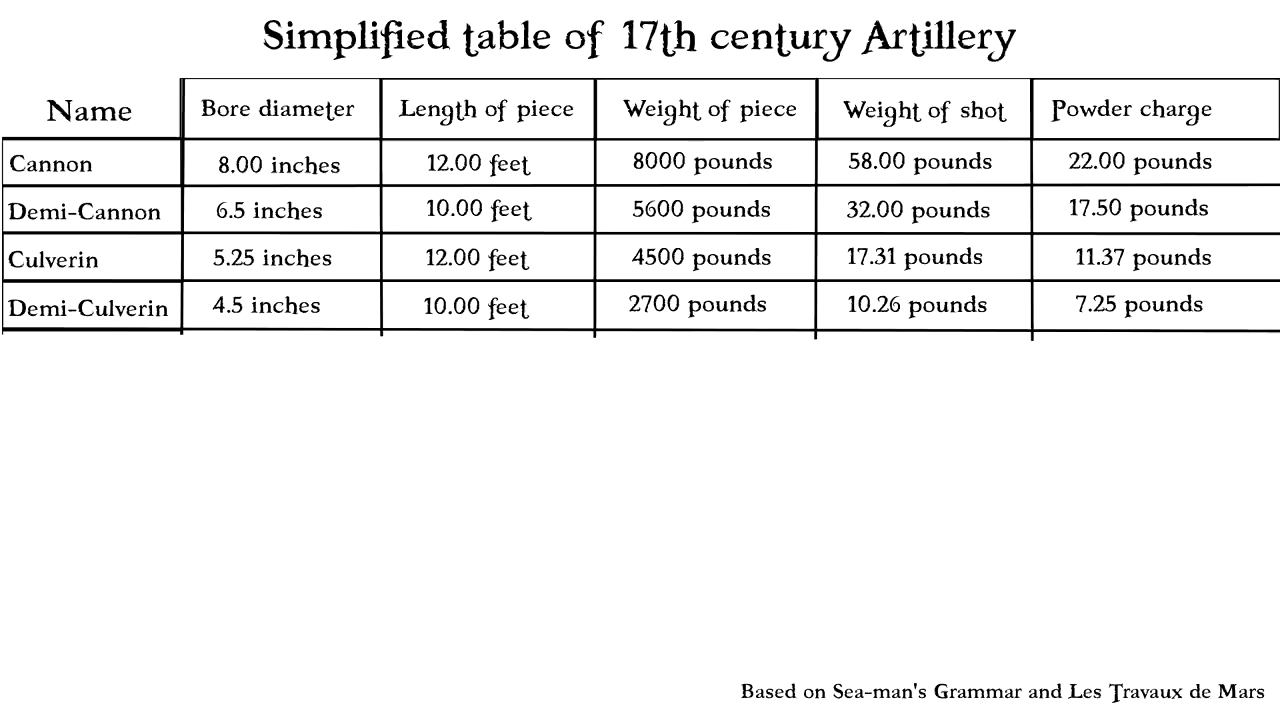 Simplified table of 17th century Artillery
Name Bore diameter Length of piece Weight of piece Weight of shot Powder charge
Cannon 8.00 inches 12.00 feet 8000 pounds 58.00 pounds 22.00 pounds
Demi-Cannon 6.5 inches 10.00 feet 5600 pounds 32.00 pounds 17.50 pounds
Culverin 5.25 inches 12.00 feet 4500 pounds 17.31 pounds 11.37 pounds
Demi-Culverin 4.5 inches 10.00 feet 2700 pounds 10.26 pounds 7.25 pounds
Based on Sea-man's Grammar and Les Travaux de Mars